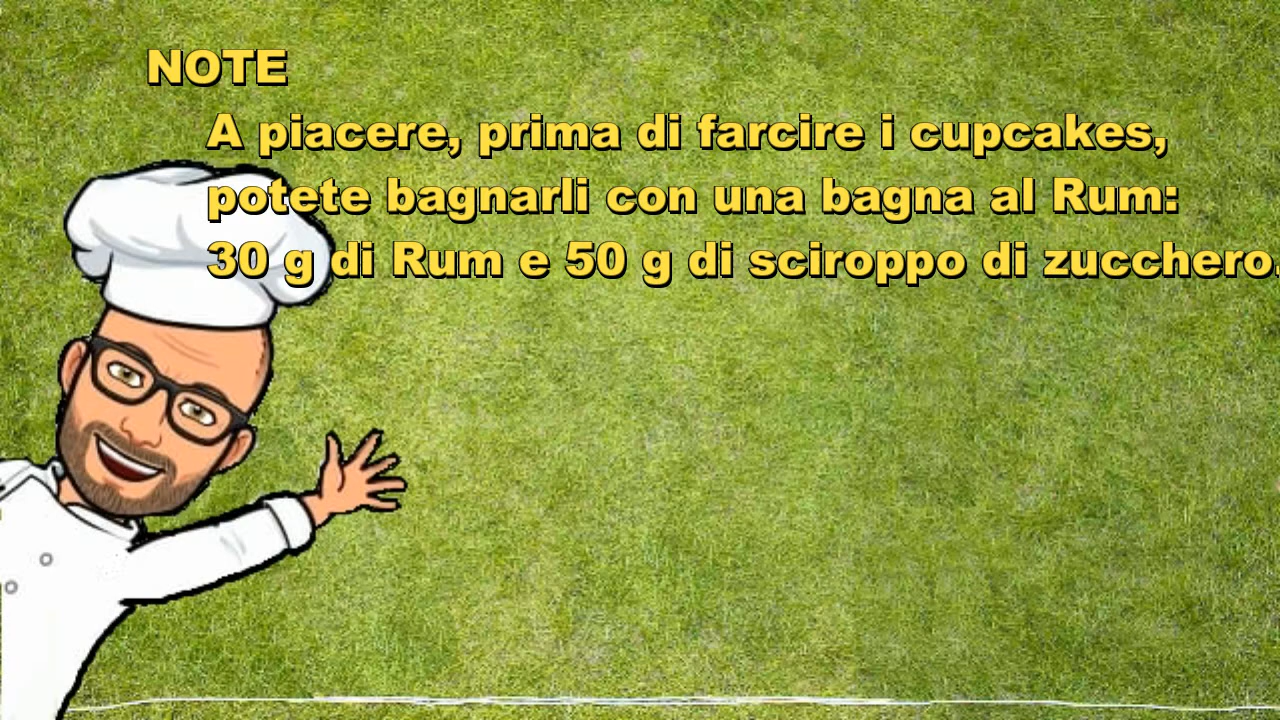 NOTE
A piacere, prima di farcire i cupcakes,
potete bagnarli con una bagna al Rum:
30 g di Rum e 50 g di sciroppo di zucchero.